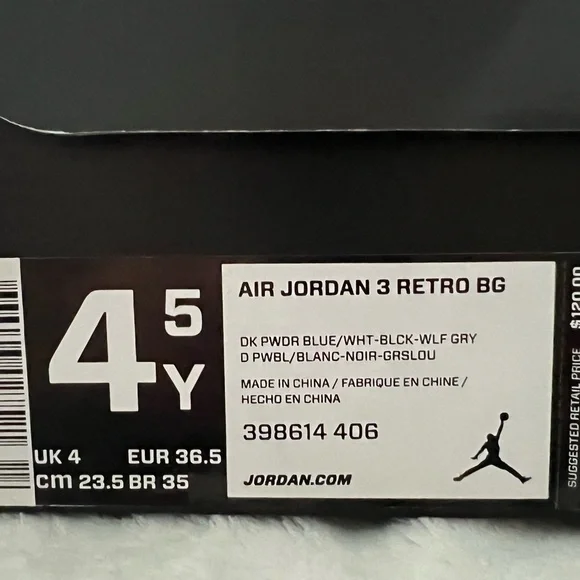 4 5
Y
UK 4 EUR 36.5
cm 23.5 BR 35
AIR JORDAN 3 RETRO BG
DK PWDR BLUE/WHT-BLCK-WLF GRY
D PWBL/BLANC-NOIR-GRSLOU
MADE IN CHINA / FABRIQUE EN CHINE /
HECHO EN CHINA
398614 406
JORDAN.COM
SUGGESTED RETAIL PRICE $120.00